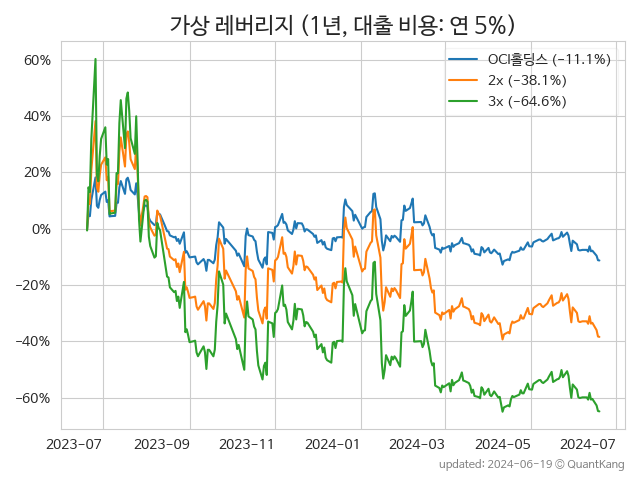 가상 레버리지 (1년, 대출 비용: 연 5%)
OCI홀딩스 (−11.1%)
2x (−38.1%)
3x (−64.6%)
60%
40%
20%
0%
−20%
−40%
−60%
2023-07 2023-09 2023-11 2024-01 2024-03 2024-05 2024-07
updated: 2024-06-19 © QuantKang